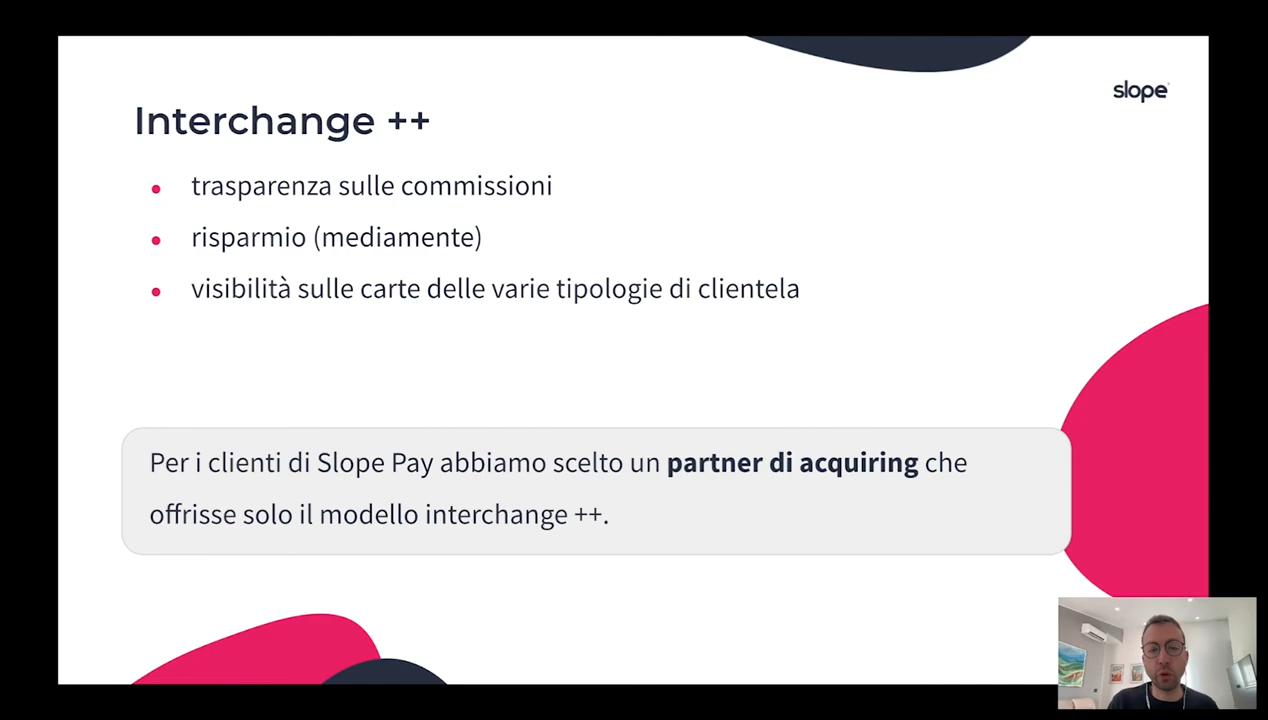 slope
Interchange ++
trasparenza sulle commissioni
risparmio (mediamente)
visibilità sulle carte delle varie tipologie di clientela
Per i clienti di Slope Pay abbiamo scelto un partner di acquiring che
offrisse solo il modello interchange ++.